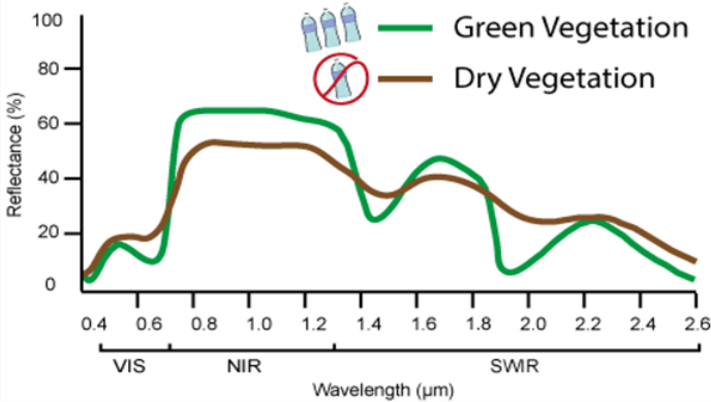 Green Vegetation
Dry Vegetation
Reflectance (%)
100
80
60
40
20
0
0.4 0.6 0.8 1.0 1.2 1.4 1.6 1.8 2.0 2.2 2.4 2.6
VIS NIR SWIR
Wavelength (µm)